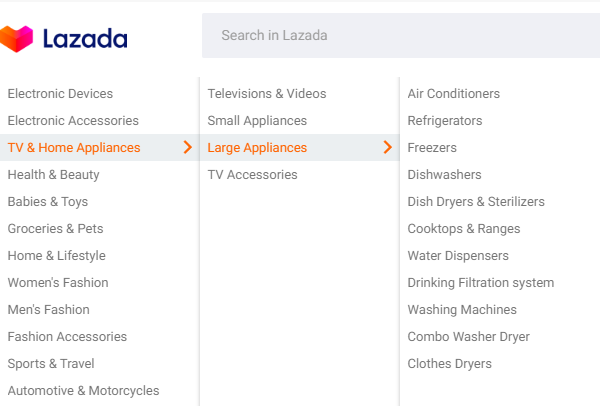 Lazada
Search in Lazada
Electronic Devices
Electronic Accessories
TV & Home Appliances
Health & Beauty
Babies & Toys
Groceries & Pets
Home & Lifestyle
Women's Fashion
Men's Fashion
Fashion Accessories
Sports & Travel
Automotive & Motorcycles
Televisions & Videos
Small Appliances
Large Appliances
TV Accessories
Air Conditioners
Refrigerators
Freezers
Dishwashers
Dish Dryers & Sterilizers
Cooktops & Ranges
Water Dispensers
Drinking Filtration system
Washing Machines
Combo Washer Dryer
Clothes Dryers